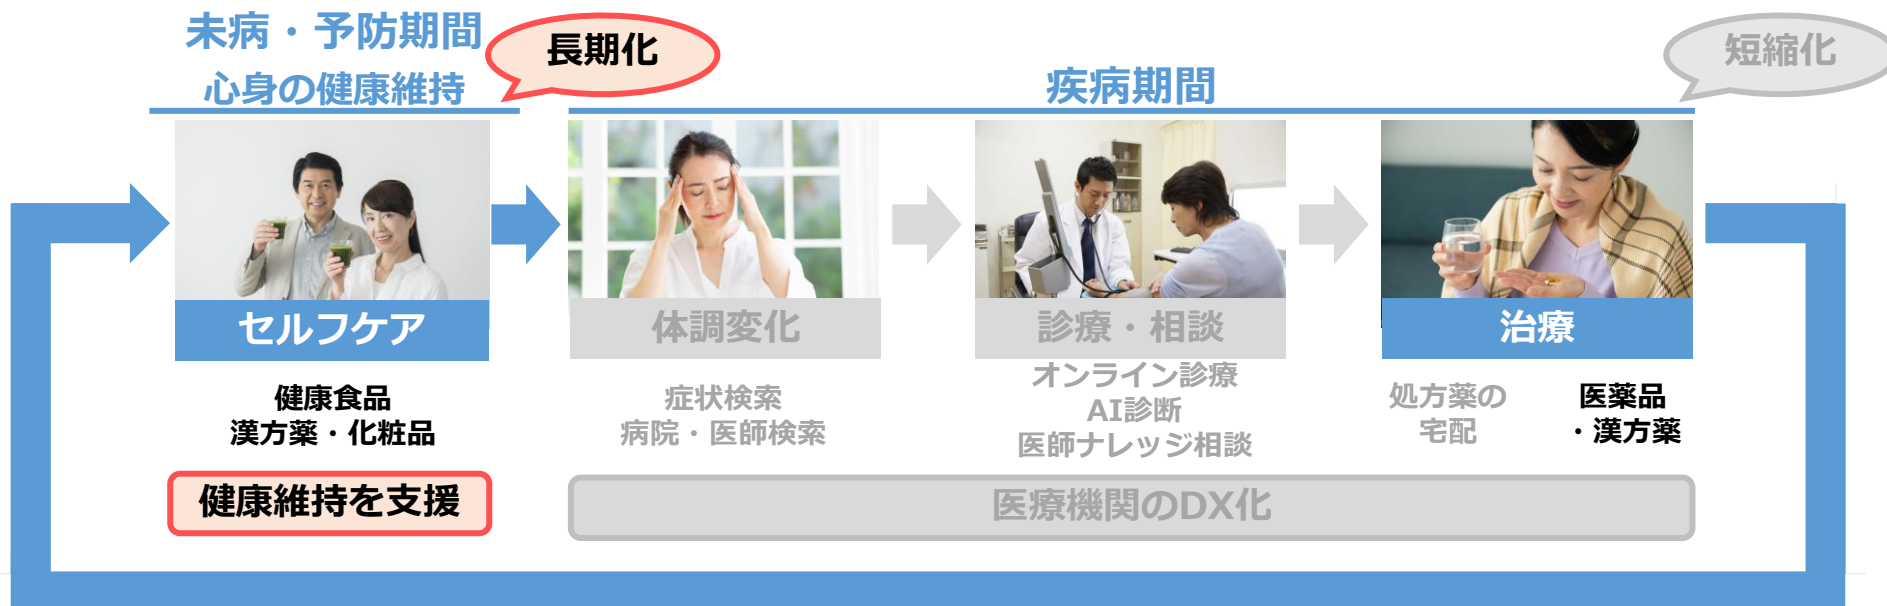 未病・予防期間
心身の健康維持
長期化
疾病期間
短縮化
セルフケア
健康食品
漢方薬・化粧品
健康維持を支援
体調変化
症状検索
病院・医師検索
診療・相談
オンライン診療
AI診断
医師ナレッジ相談
治療
処方薬の
宅配
医薬品
・漢方薬
医療機関のDX化